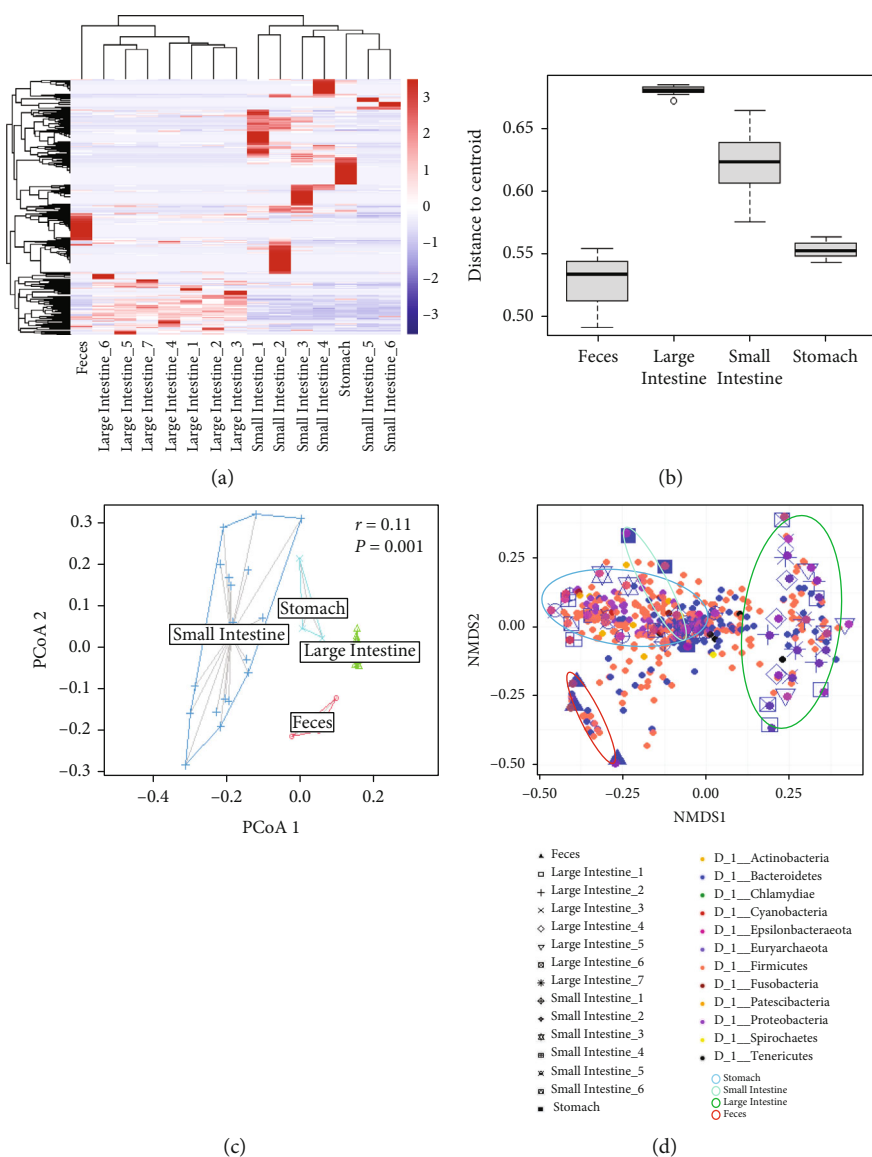 3
2
1
0
−1
−2
−3
Feces
Large Intestine_6
Large Intestine_5
Large Intestine_7
Large Intestine_4
Large Intestine_1
Large Intestine_2
Large Intestine_3
Small Intestine_1
Small Intestine_2
Small Intestine_3
Small Intestine_4
Stomach
Small Intestine_5
Small Intestine_6
(a)
Distance to centroid
0.65
0.60
0.55
0.50
Feces
Large
Intestine
Small
Intestine
Stomach
(b)
PCoA 2
0.3
0.2
0.1
0.0
−0.1
−0.2
−0.3
r = 0.11
P = 0.001
Stomach
Small Intestine
Large Intestine
Feces
−0.4
−0.2
0.0
0.2
PCoA 1
(c)
NMDS2
0.25
0.00
−0.25
−0.50
−0.50
−0.25
0.00
0.25
NMDS1
Feces
Large Intestine_1
Large Intestine_2
Large Intestine_3
Large Intestine_4
Large Intestine_5
Large Intestine_6
Large Intestine_7
Small Intestine_1
Small Intestine_2
Small Intestine_3
Small Intestine_4
Small Intestine_5
Small Intestine_6
Stomach
D_1__Actinobacteria
D_1__Bacteroidetes
D_1__Chlamydiae
D_1__Cyanobacteria
D_1__Epsilonbacteraeota
D_1__Euryarchaeota
D_1__Firmicutes
D_1__Fusobacteria
D_1__Patescibacteria
D_1__Proteobacteria
D_1__Spirochaetes
D_1__Tenericutes
Stomach
Small Intestine
Large Intestine
Feces
(d)